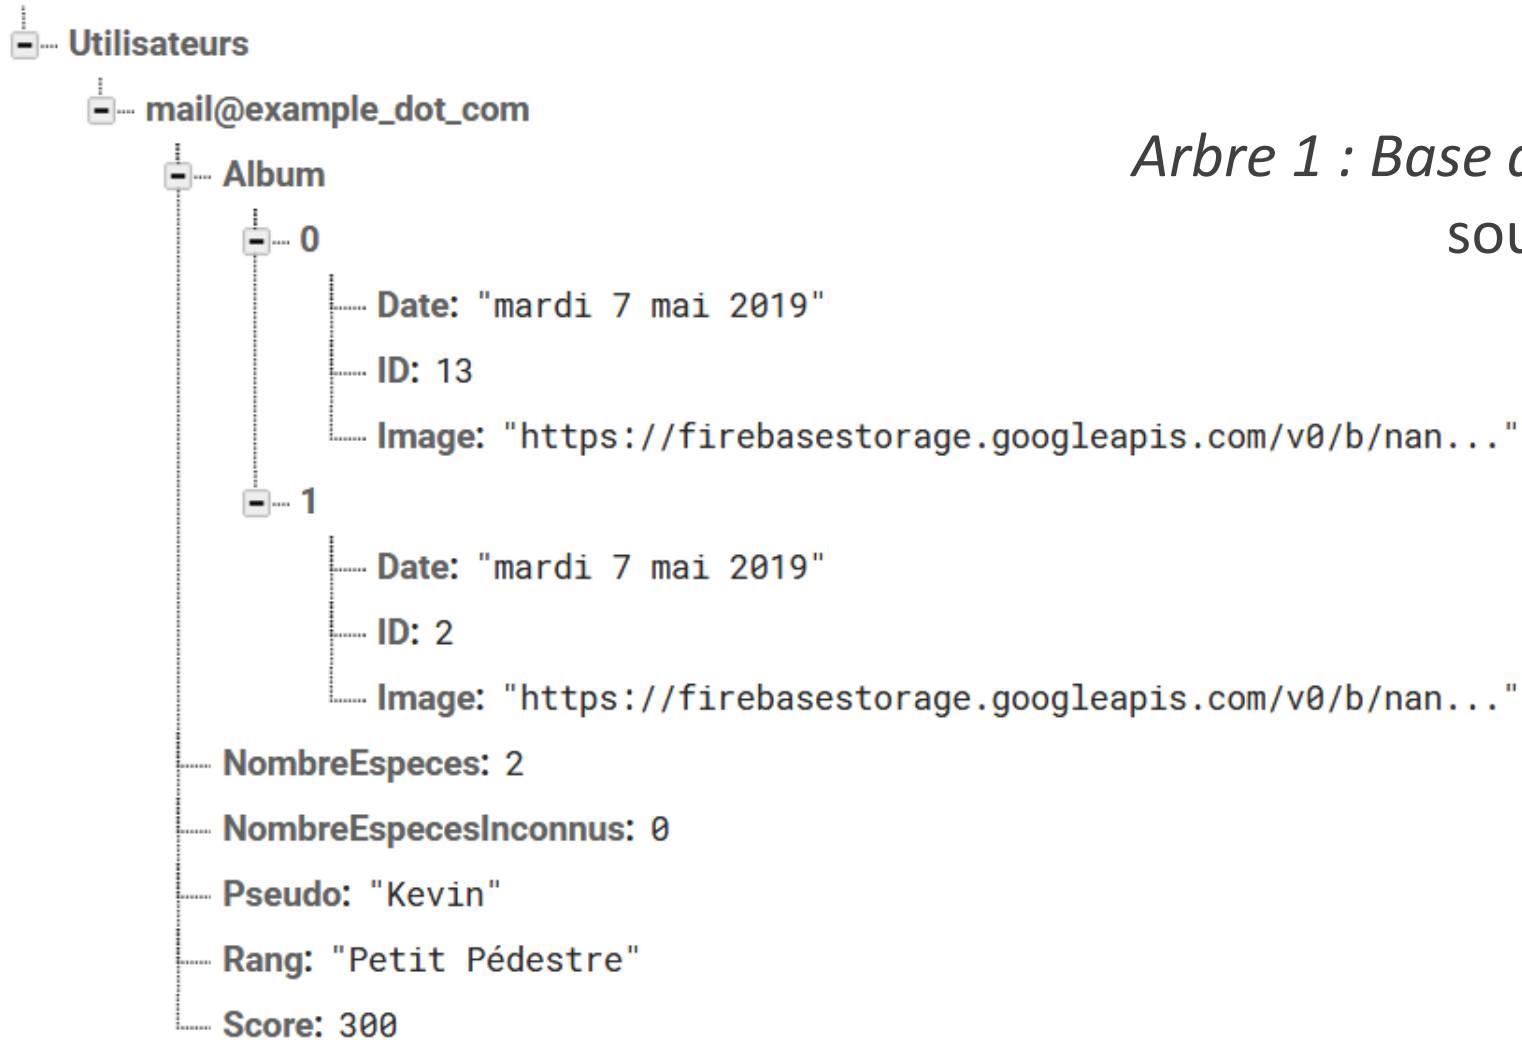 Utilisateurs
mail@example_dot_com
Album
Arbre 1 : Base
0
Date: "mardi 7 mai 2019"
ID: 13
Image: "https://firebasestorage.googleapis.com/v0/b/nan..."
1
Date: "mardi 7 mai 2019"
ID: 2
Image: "https://firebasestorage.googleapis.com/v0/b/nan..."
NombreEspeces: 2
NombreEspecesInconnus: 0
Pseudo: "Kevin"
Rang: "Petit Pédestre"
Score: 300